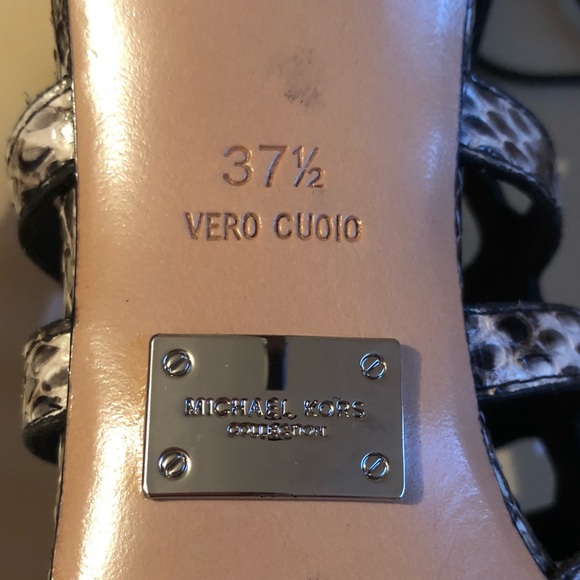 37½
VERO CUOIO
MICHAEL KORS
COLLECTION